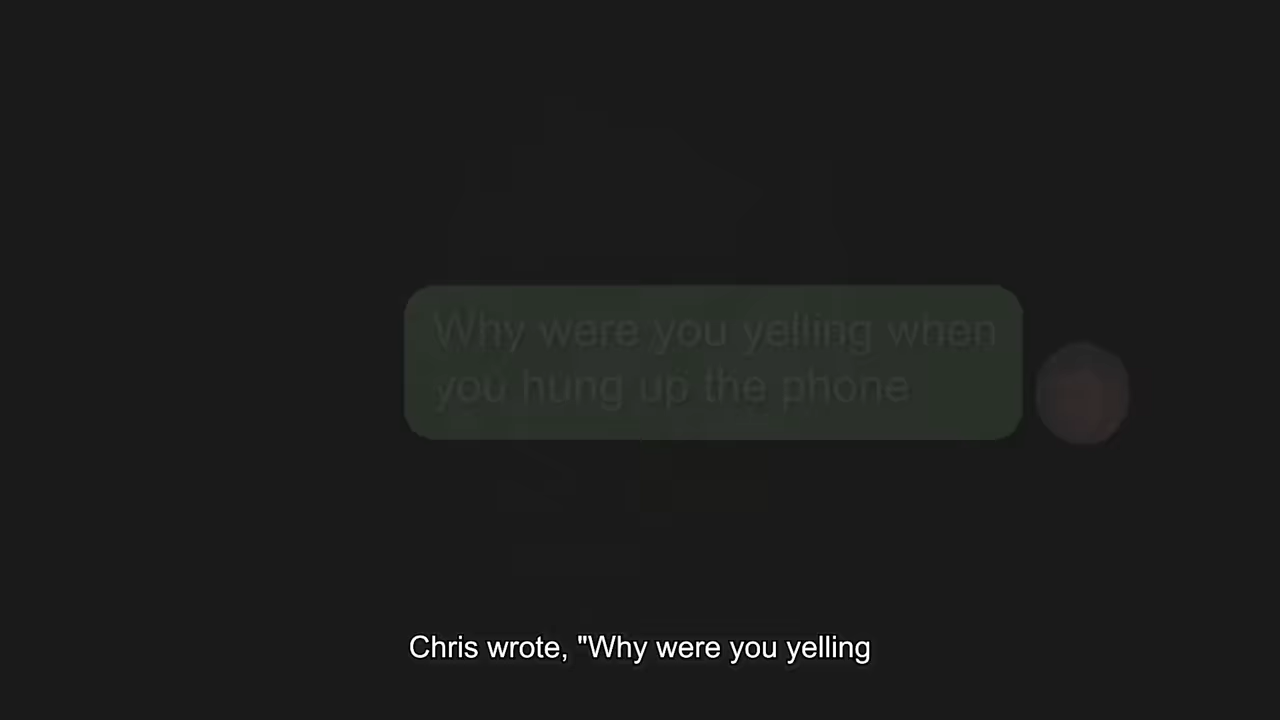 Why were you yelling when
you hung up the phone
Chris wrote, "Why were you yelling